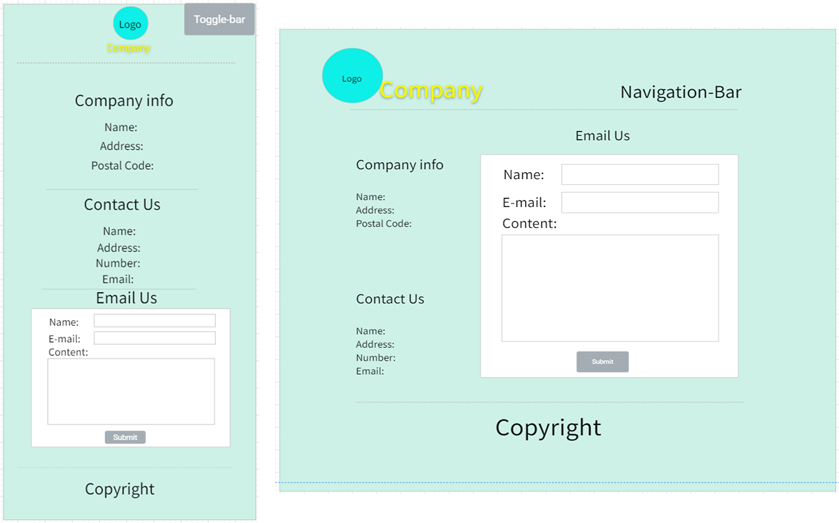 Logo
Toggle-bar
Company
Company info
Name:
Address:
Postal Code:
Contact Us
Name:
Address:
Number:
Email:
Email Us
Name:
E-mail:
Content:
Submit
Copyright
Logo
Company
Navigation-Bar
Company info
Name:
Address:
Postal Code:
Contact Us
Name:
Address:
Number:
Email:
Email Us
Name:
E-mail:
Content:
Submit
Copyright